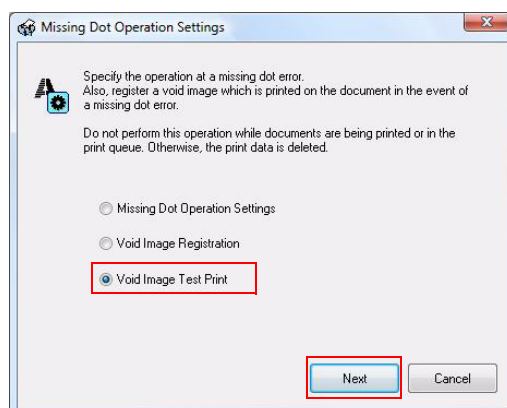 Missing Dot Operation Settings
Specify the operation at a missing dot error.
Also, register a void image which is printed on the document in the event of
a missing dot error.
Do not perform this operation while documents are being printed or in the
print queue. Otherwise, the print data is deleted.
Missing Dot Operation Settings
Void Image Registration
Void Image Test Print
Next
Cancel